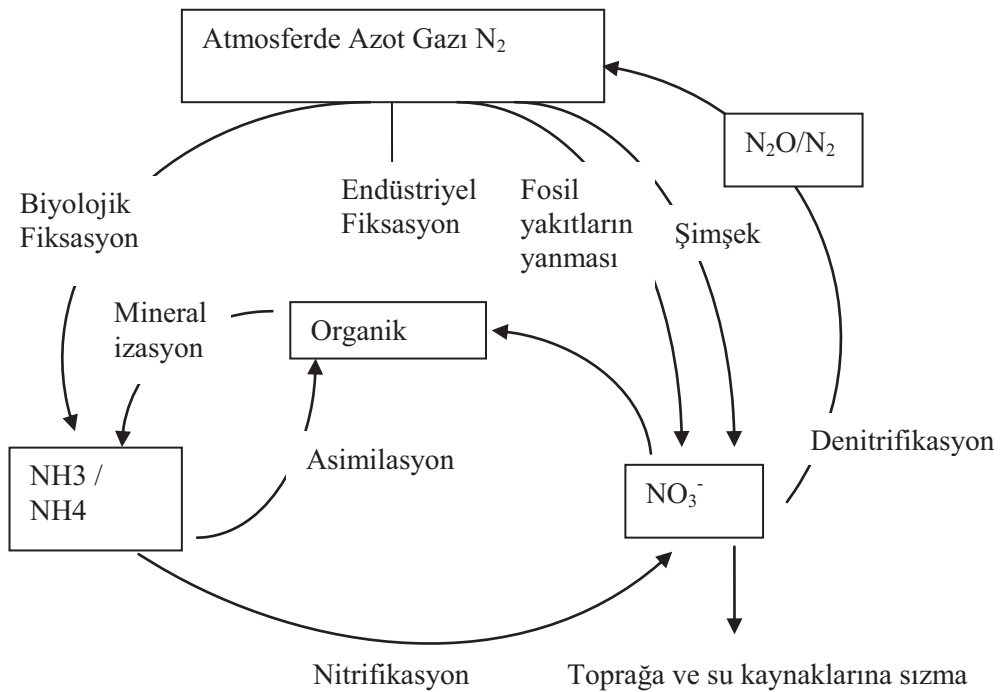 Atmosferde Azot Gazı N₂
N₂O/N₂
Biyolojik
Fiksasyon
Endüstriyel
Fiksasyon
Fosil
yakıtların
yanması
Şimşek
Mineral
izasyon
Organik
Asimilasyon
Denitrifikasyon
NH3 /
NH4
NO₃⁻
Nitrifikasyon
Toprağa ve su kaynaklarına sızma